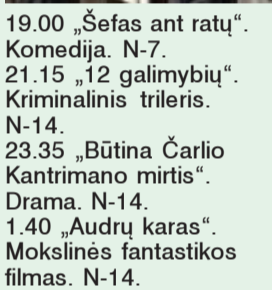 19.00 „Šefas ant ratų“.
Komedija. N-7.
21.15 „12 galimybių“.
Kriminalinis trileris.
N-14.
23.35 „Būtina Čarlio
Kantrimano mirtis“.
Drama. N-14.
1.40 „Audrų karas“.
Mokslinės fantastikos
filmas. N-14.